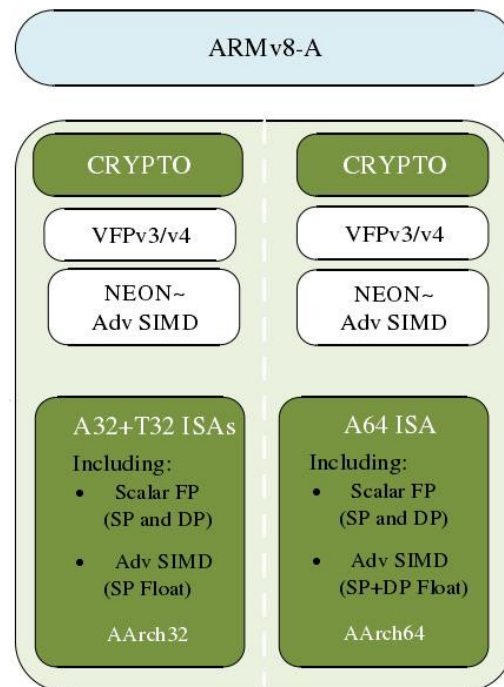 ARMv8-A
CRYPTO
VFPv3/v4
NEON~
Adv SIMD
A32+T32 ISAs
Including:
• Scalar FP
(SP and DP)
• Adv SIMD
(SP Float)
AArch32
CRYPTO
VFPv3/v4
NEON~
Adv SIMD
A64 ISA
Including:
• Scalar FP
(SP and DP)
• Adv SIMD
(SP+DP Float)
AArch64